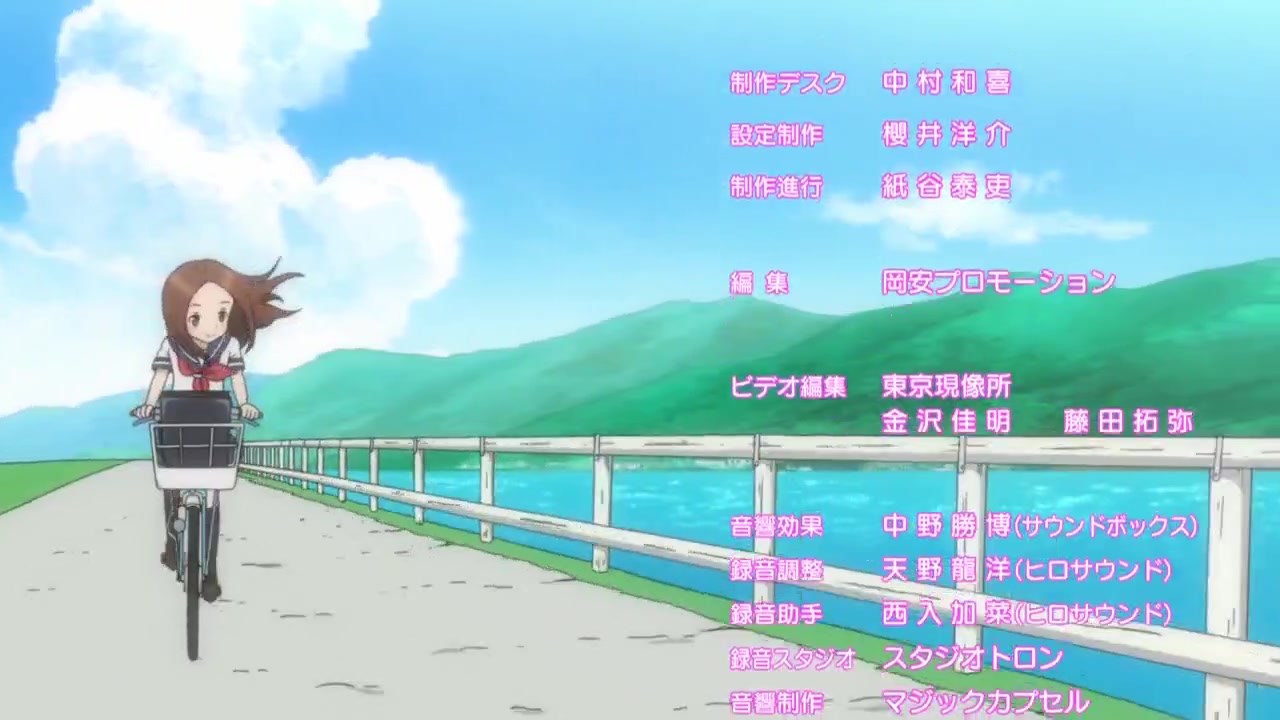 制作デスク 中村和喜
設定制作 櫻井洋介
制作進行 紙谷泰吏
編集 岡安プロモーション
ビデオ編集 東京現像所
金沢佳明 藤田拓弥
音響効果 中野勝博(サウンドボックス)
録音調整 天野龍洋(ヒロサウンド)
録音助手 西入加菜(ヒロサウンド)
録音スタジオ スタジオトロン
音響制作 マジックカプセル